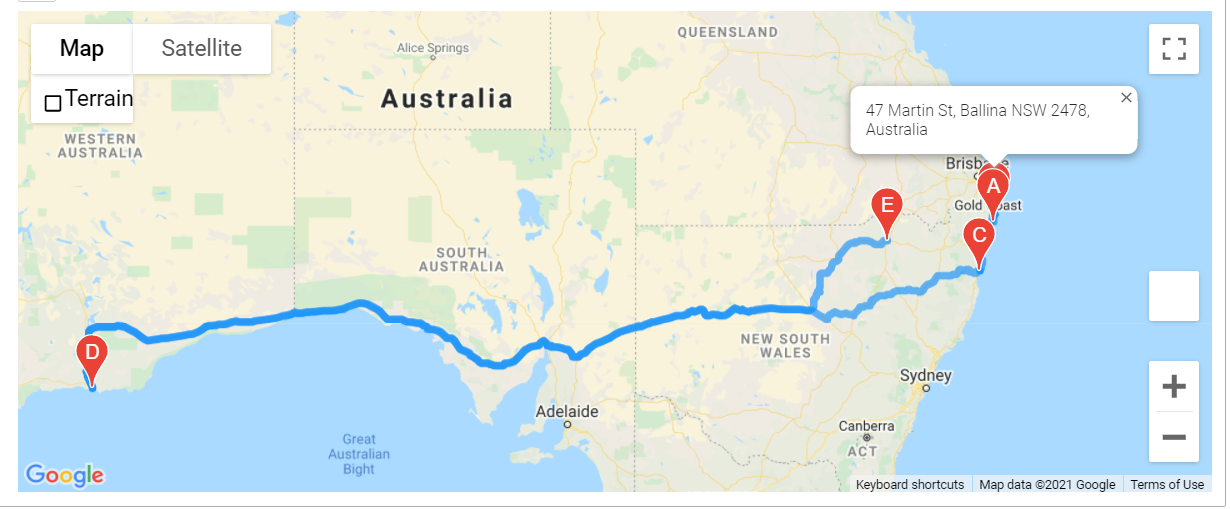 Map
Satellite
Terrain
QUEENSLAND
Alice Springs
Australia
47 Martin St, Ballina NSW 2478,
Australia
WESTERN
AUSTRALIA
A
E
Gold
ast
C
SOUTH
AUSTRALIA
D
NEW SOUTH
WALES
Sydney
Adelaide
Canberra
ACT
Great
Australian
Bight
Google
Keyboard shortcuts
Map data ©2021 Google
Terms of Use